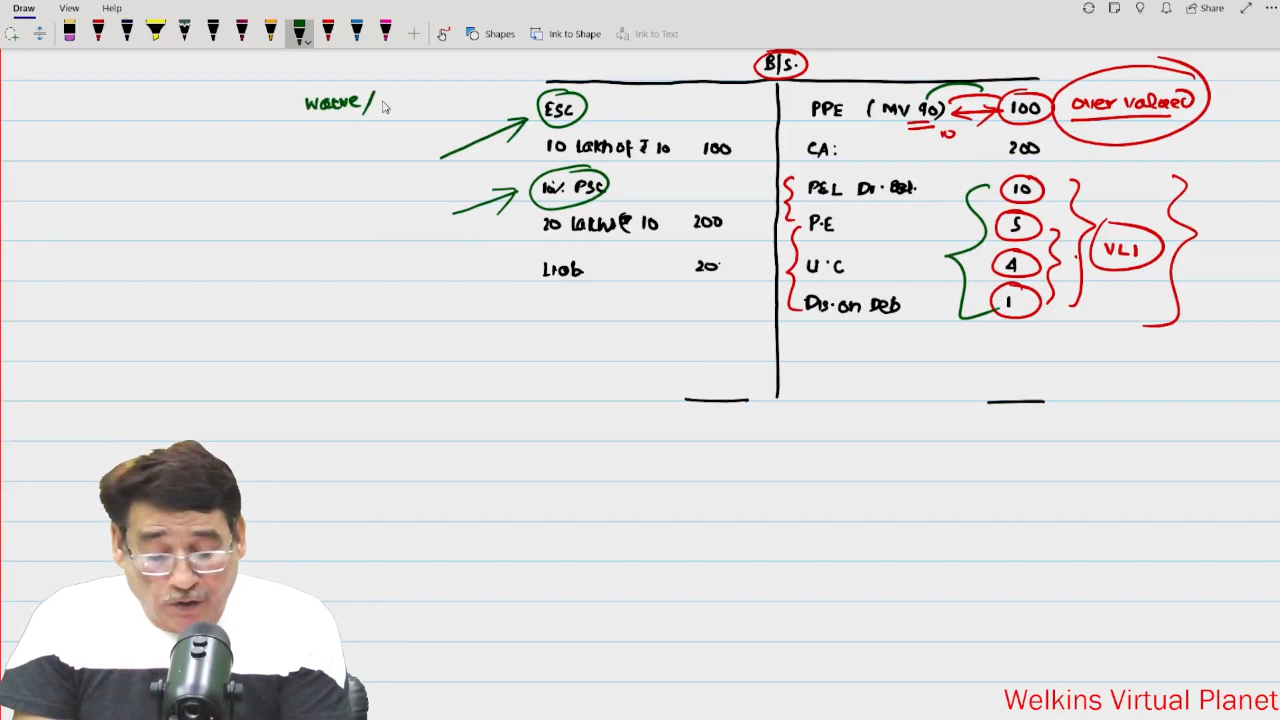 Draw View Help
Share
Shapes Ink to Shape Ink to Text
B/s.
waive/
ESC PPE ( MV 90) 100 over valued
10
10 Lakh of ₹ 10 100 CA: 200
10% PSC P&L Dr. Bal. 10
20 Lakh @ 10 200 P.E 5
VLI
Liab 20 U.C 4
Dis. on Deb 1
Welkins Virtual Planet